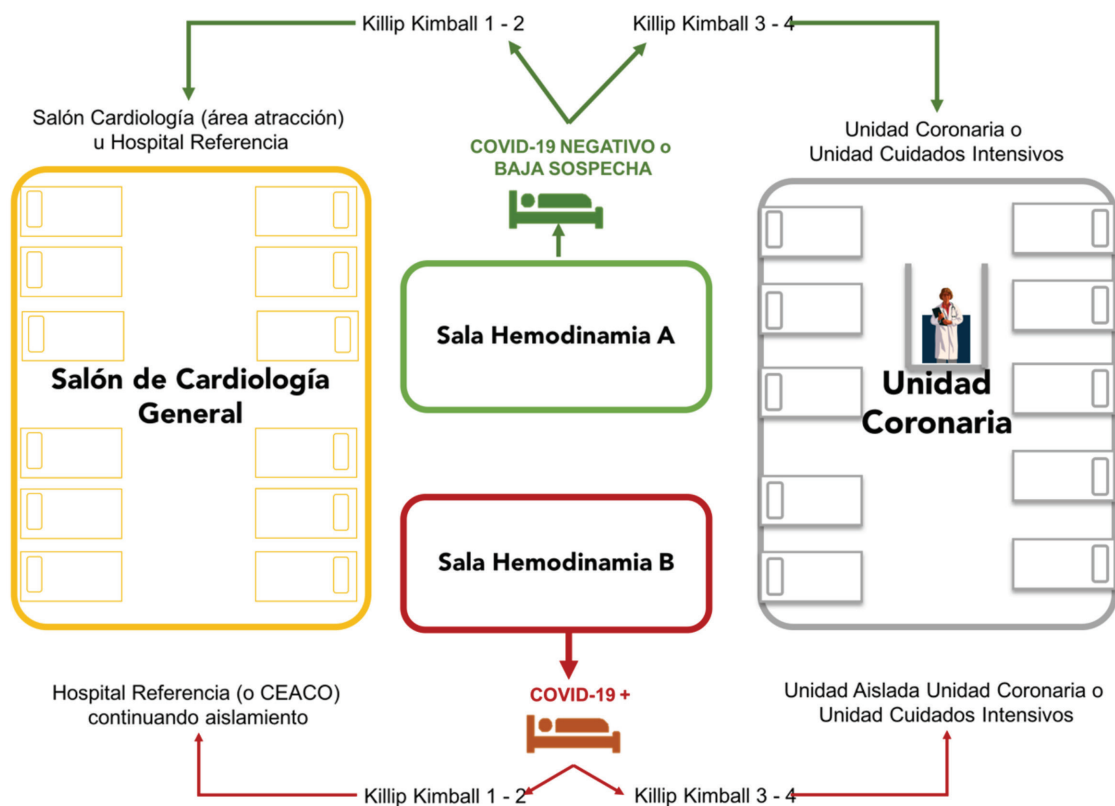 Killip Kimball 1 - 2
Killip Kimball 3 - 4
Salón Cardiología (área atracción)
u Hospital Referencia
COVID-19 NEGATIVO o
BAJA SOSPECHA
Unidad Coronaria o
Unidad Cuidados Intensivos
Sala Hemodinamia A
Salón de Cardiología
General
Unidad
Coronaria
Sala Hemodinamia B
Hospital Referencia (o CEACO)
continuando aislamiento
COVID-19 +
Unidad Aislada Unidad Coronaria o
Unidad Cuidados Intensivos
Killip Kimball 1 - 2
Killip Kimball 3 - 4